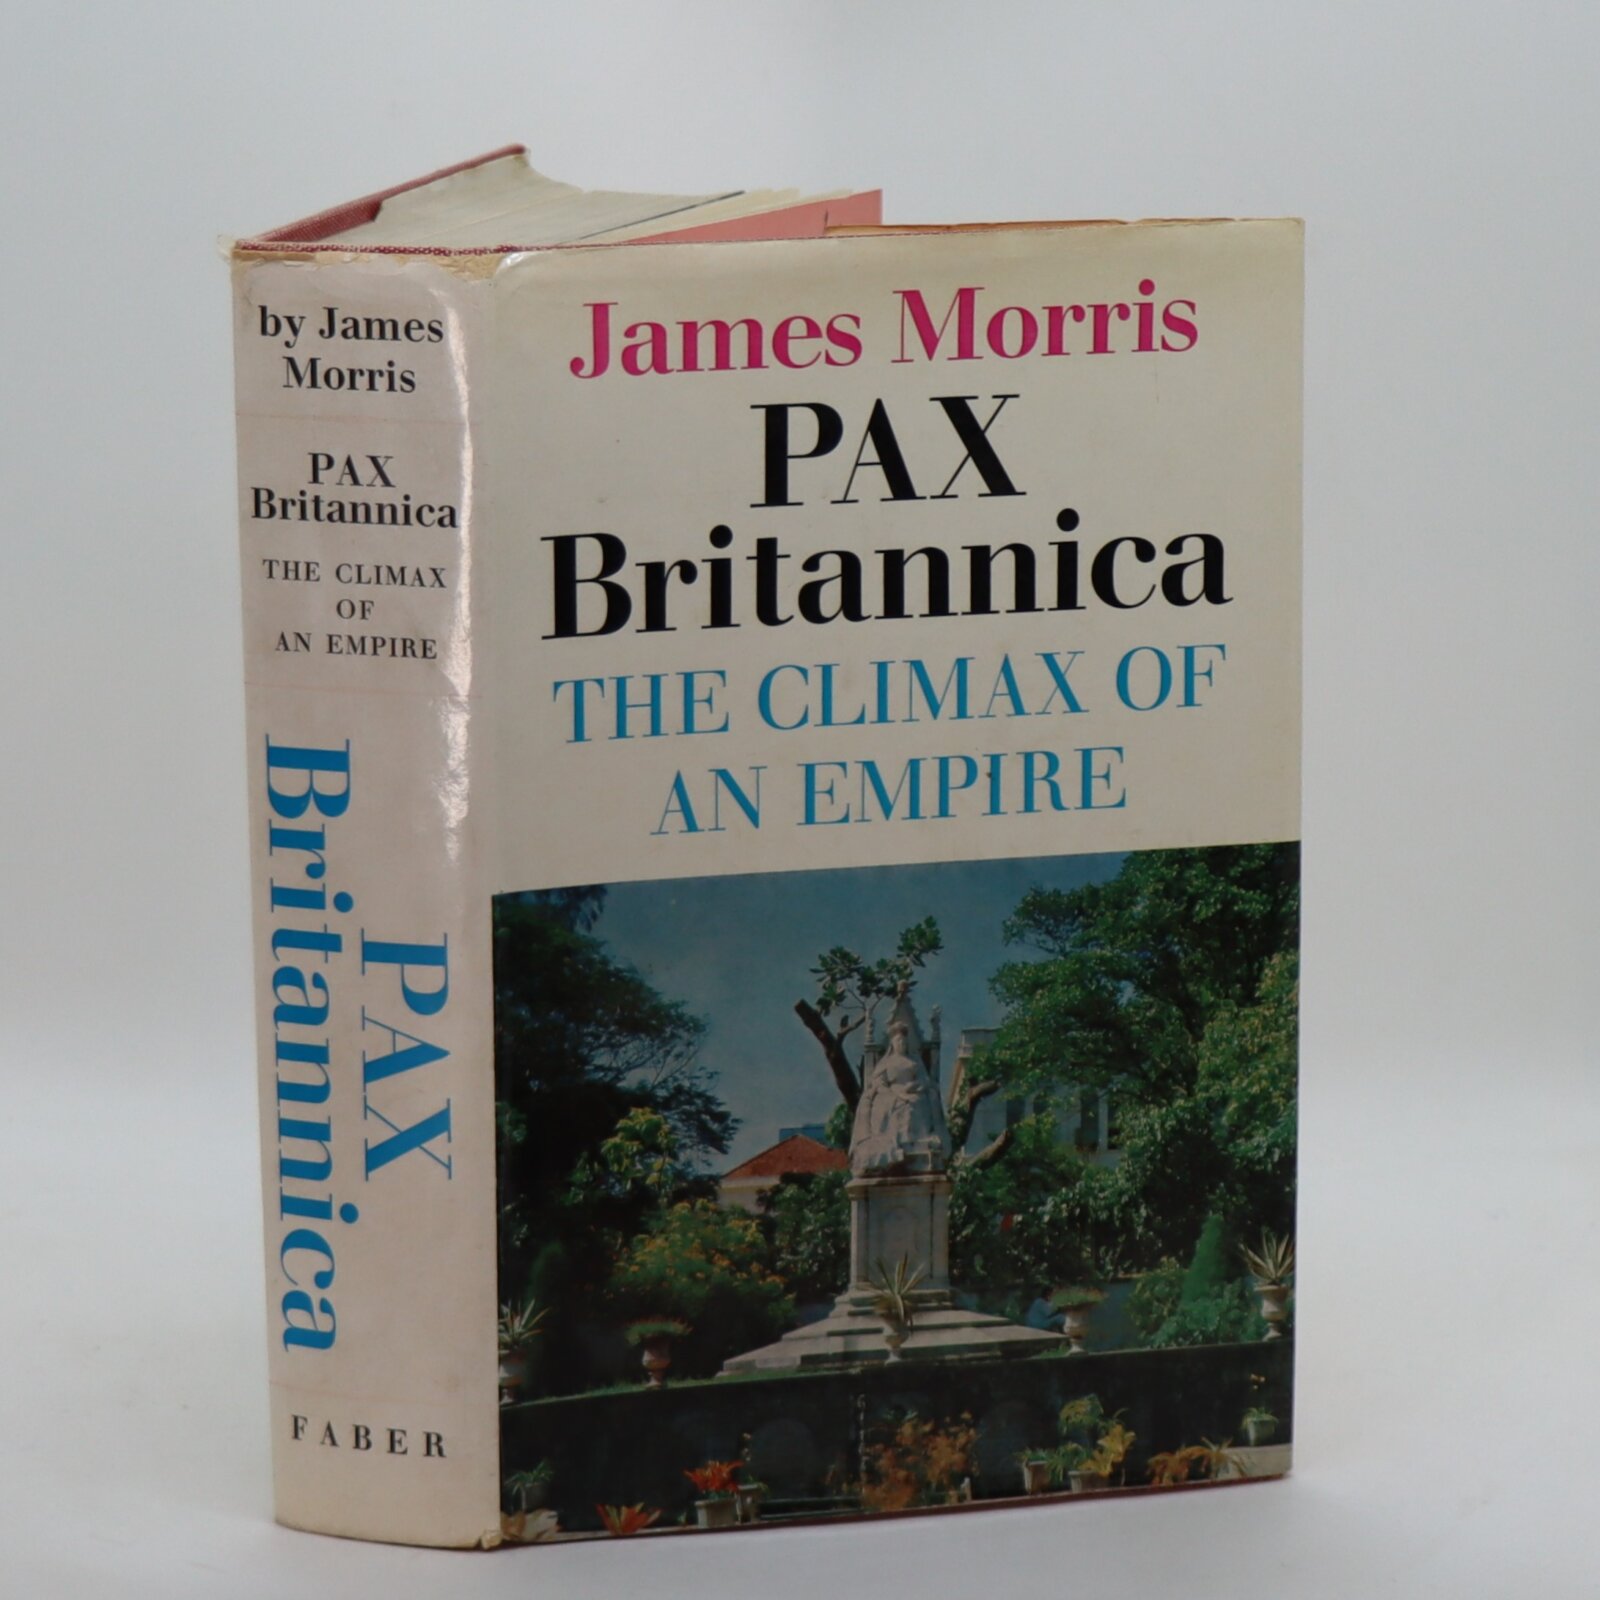 by James
Morris
PAX
Britannica
THE CLIMAX
OF
AN EMPIRE
PAX
Britannica
FABER
James Morris
PAX
Britannica
THE CLIMAX OF
AN EMPIRE